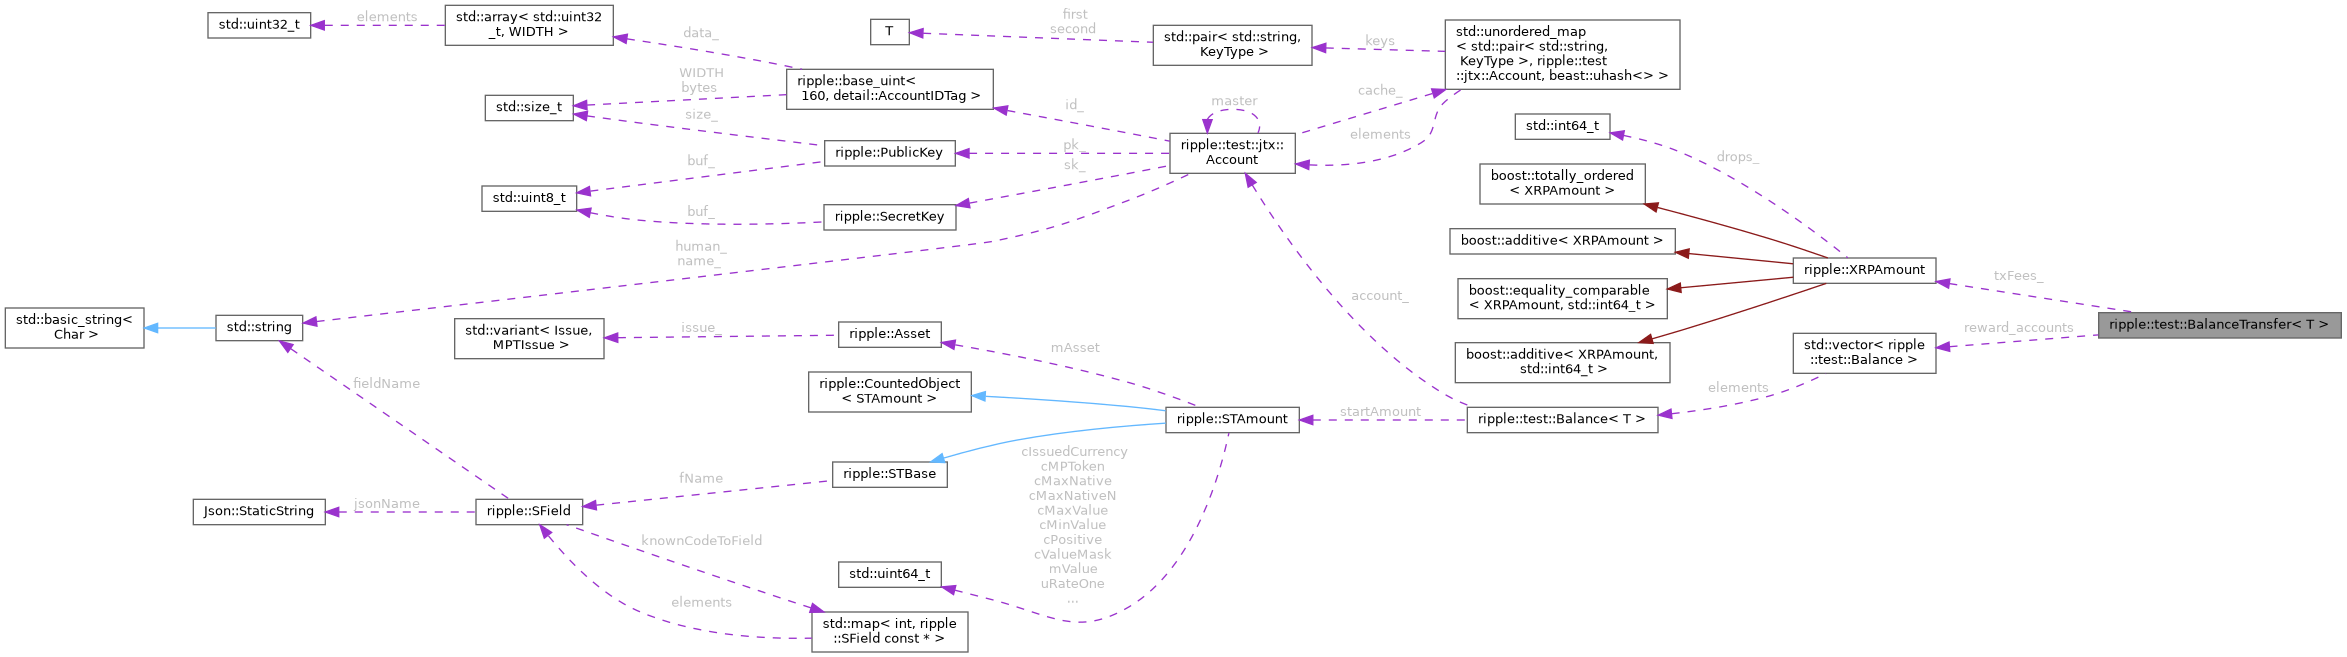 std::uint32_t
elements
std::array< std::uint32
_t, WIDTH >
data_
T
first
second
std::pair< std::string,
KeyType >
keys
std::unordered_map
< std::pair< std::string,
KeyType >, ripple::test
::jtx::Account, beast::uhash<> >
std::size_t
WIDTH
bytes
size_
ripple::base_uint<
160, detail::AccountIDTag >
id_
master
cache_
elements
std::int64_t
drops_
ripple::PublicKey
pk_
sk_
ripple::test::jtx::
Account
buf_
std::uint8_t
buf_
ripple::SecretKey
boost::totally_ordered
< XRPAmount >
boost::additive< XRPAmount >
human_
name_
ripple::XRPAmount
txFees_
boost::equality_comparable
< XRPAmount, std::int64_t >
account_
std::basic_string<
Char >
std::string
std::variant< Issue,
MPTIssue >
issue_
ripple::Asset
mAsset
ripple::test::BalanceTransfer< T >
reward_accounts
std::vector< ripple
::test::Balance >
boost::additive< XRPAmount,
std::int64_t >
fieldName
ripple::CountedObject
< STAmount >
elements
ripple::STAmount
startAmount
ripple::test::Balance< T >
cIssuedCurrency
cMPToken
cMaxNative
cMaxNativeN
cMaxValue
cMinValue
cPositive
cValueMask
mValue
uRateOne
...
ripple::STBase
fName
Json::StaticString
jsonName
ripple::SField
knownCodeToField
std::uint64_t
elements
std::map< int, ripple
::SField const * >